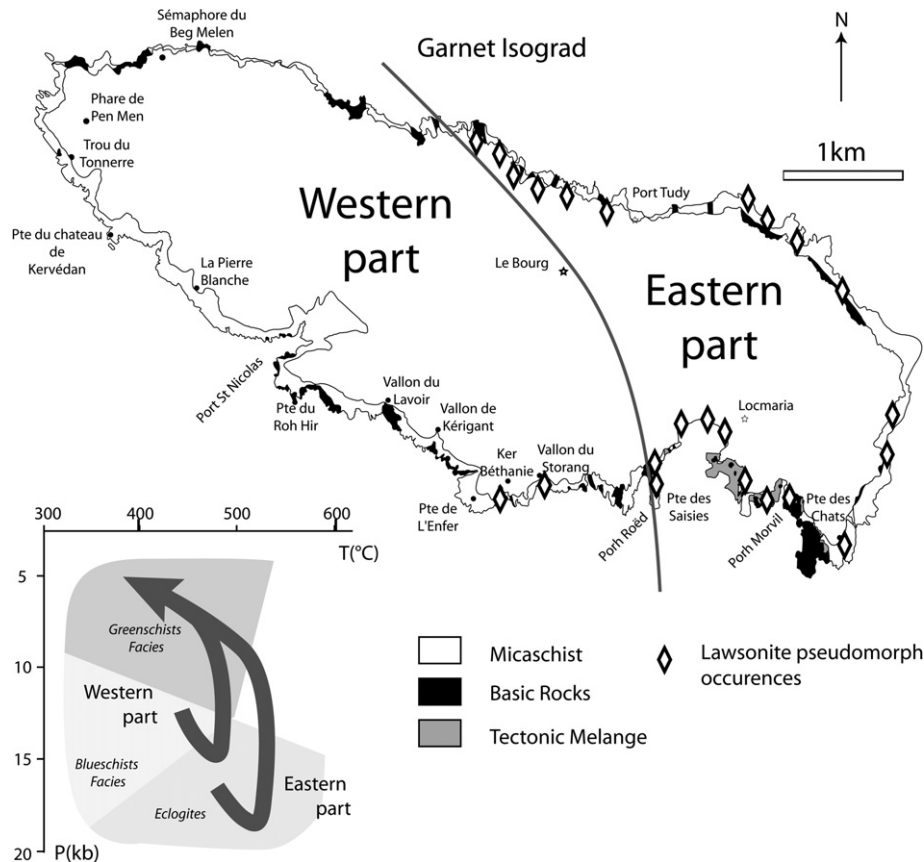 Sémaphore du
Beg Melen
Garnet Isograd
N
Phare de
Pen Men
1km
Trou du
Tonnerre
Port Tudy
Western
part
Pte du chateau
de
Kervédan
La Pierre
Blanche
Le Bourg
Eastern
part
Port St Nicolas
Pte du
Roh Hir
Vallon du
Lavoir
Vallon de
Kérigant
Locmaria
Ker
Béthanie
Vallon du
Storang
Pte de
L'Enfer
Porh Roëd
Pte des
Saisies
Porh Morvil
Pte des
Chats
300 400 500 600
T(°C)
5
Greenschists
Facies
10
Western
part
15
Blueschists
Facies
Eclogites
Eastern
part
20
P(kb)
Micaschist
Basic Rocks
Tectonic Melange
Lawsonite pseudomorph
occurences